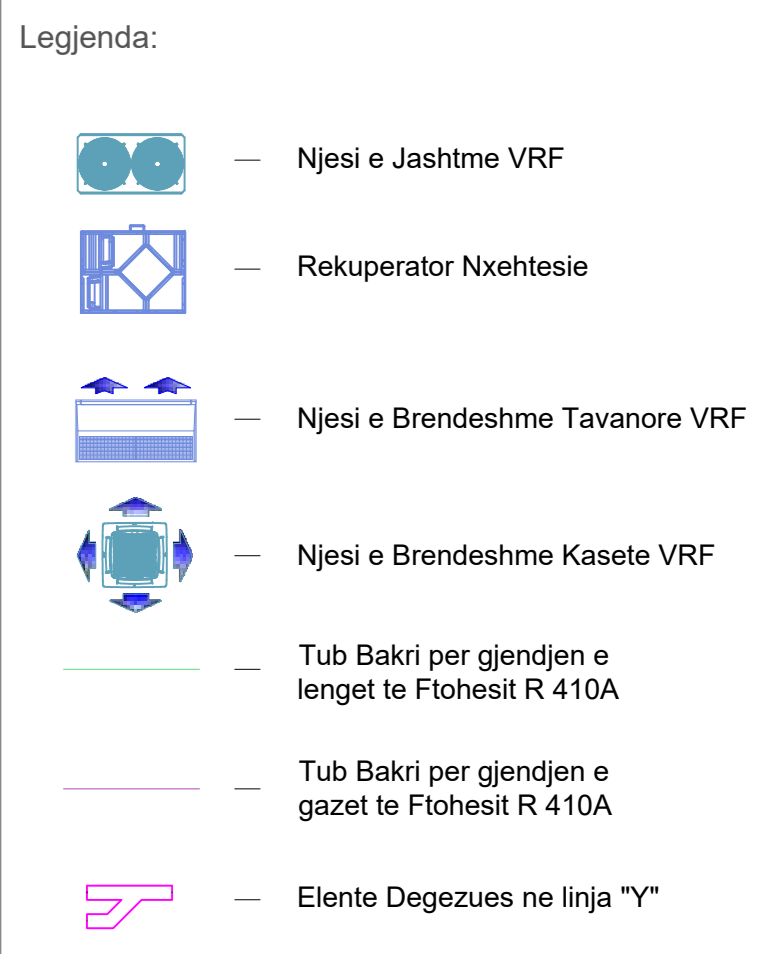 Legjenda:
Njesi e Jashtme VRF
Rekuperator Nxehtesie
Njesi e Brendeshme Tavanore VRF
Njesi e Brendeshme Kasete VRF
Tub Bakri per gjendjen e
lenget te Ftohesit R 410A
Tub Bakri per gjendjen e
gazet te Ftohesit R 410A
Elente Degezues ne linja "Y"